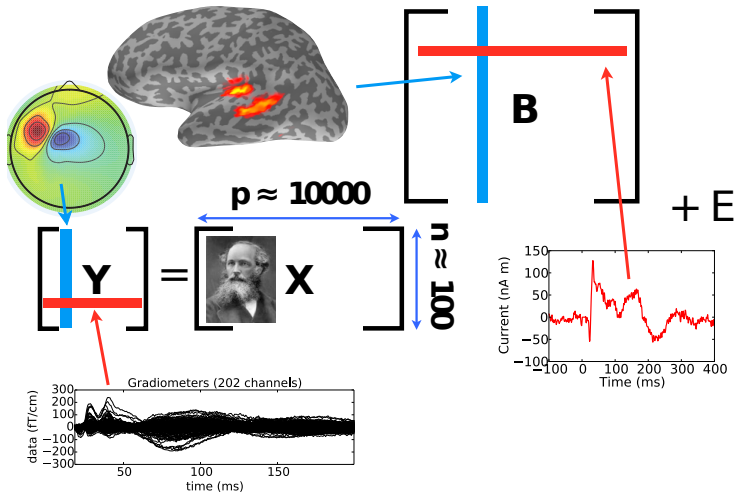 B
p ≈ 10000
+ E
Y
=
X
n ≈ 100
Current (nA m)
150
100
50
0
−50
−100
−100 0 100 200 300 400
Time (ms)
Gradiometers (202 channels)
data (fT/cm)
300
200
100
0
−100
−200
−300
50 100 150
time (ms)